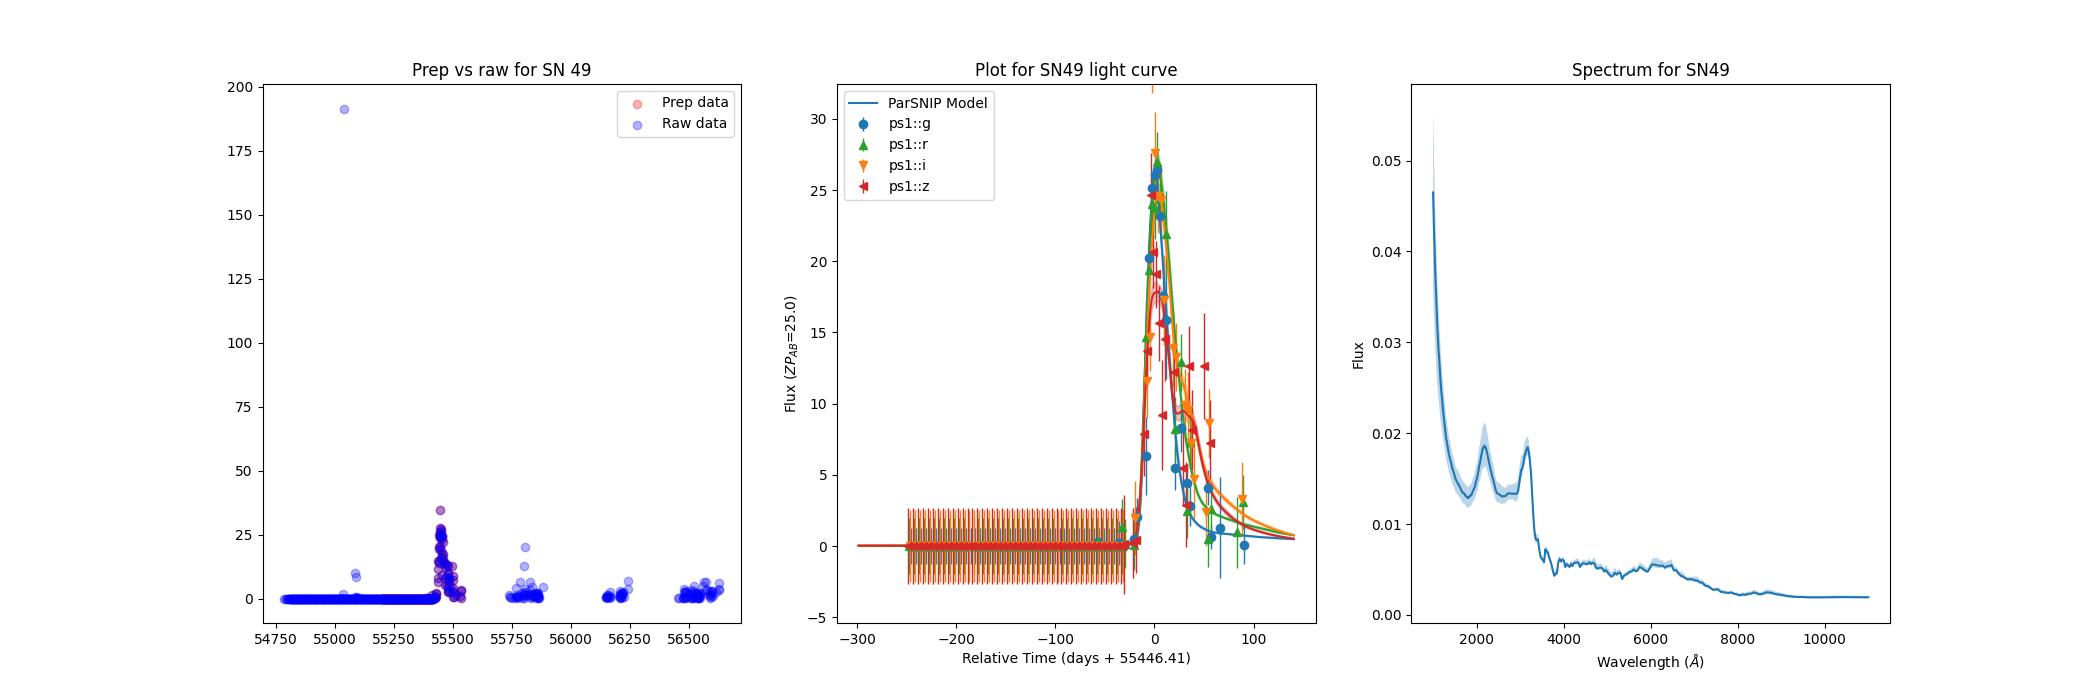 Prep vs raw for SN 49
200
175
150
125
100
75
50
25
0
54750 55000 55250 55500 55750 56000 56250 56500
Prep data
Raw data
Plot for SN49 light curve
Flux (ZP_AB=25.0)
30
25
20
15
10
5
0
−5
−300 −200 −100 0 100
Relative Time (days + 55446.41)
ParSNIP Model
ps1::g
ps1::r
ps1::i
ps1::z
Spectrum for SN49
Flux
0.05
0.04
0.03
0.02
0.01
0.00
2000 4000 6000 8000 10000
Wavelength (Å)